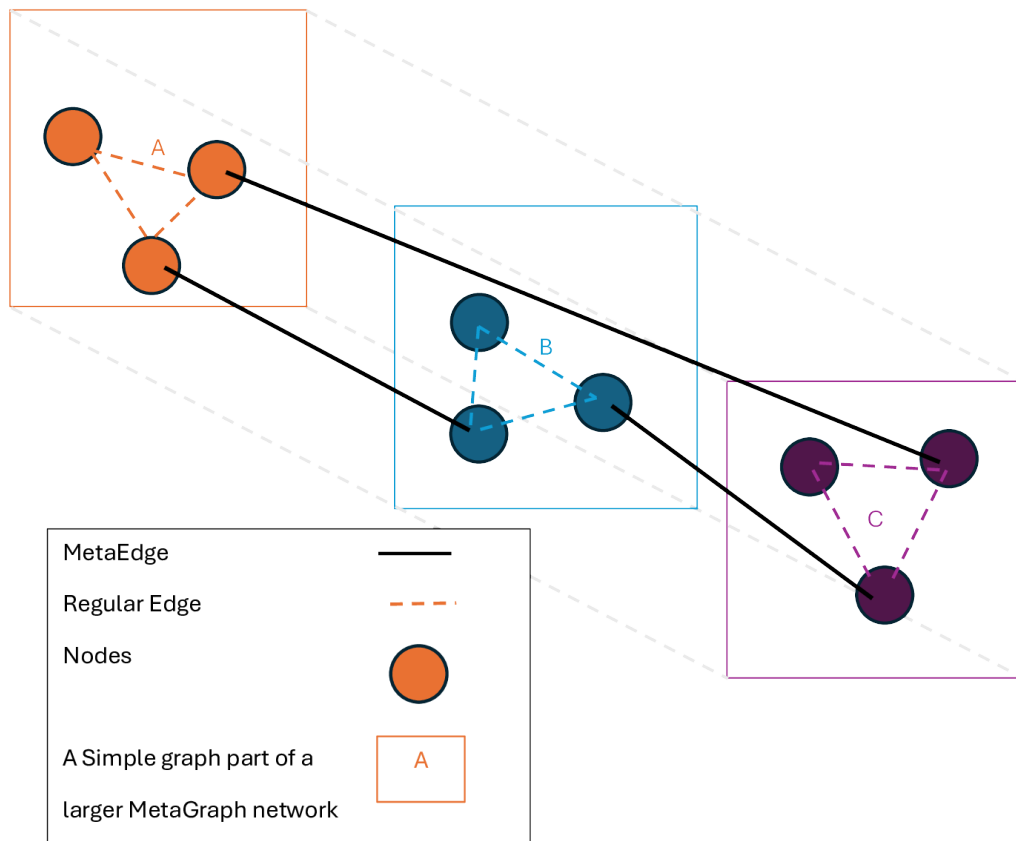 A
B
C
MetaEdge
Regular Edge
Nodes
A Simple graph part of a
larger MetaGraph network
A